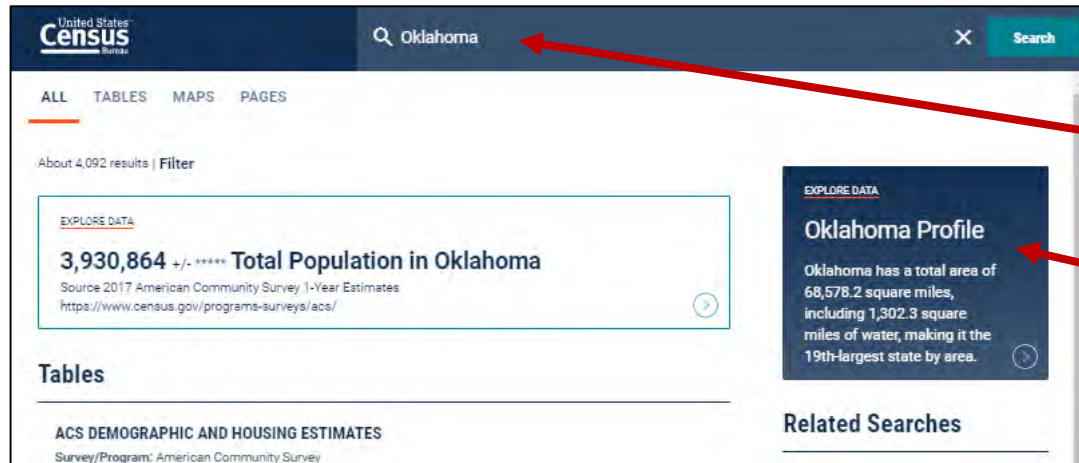 United States
Census
Bureau
Oklahoma
Search
ALL TABLES MAPS PAGES
About 4,092 results | Filter
EXPLORE DATA
3,930,864 +/- ***** Total Population in Oklahoma
Source 2017 American Community Survey 1-Year Estimates
https://www.census.gov/programs-surveys/acs/
Tables
ACS DEMOGRAPHIC AND HOUSING ESTIMATES
Survey/Program: American Community Survey
EXPLORE DATA
Oklahoma Profile
Oklahoma has a total area of
68,578.2 square miles,
including 1,302.3 square
miles of water, making it the
19th-largest state by area.
Related Searches